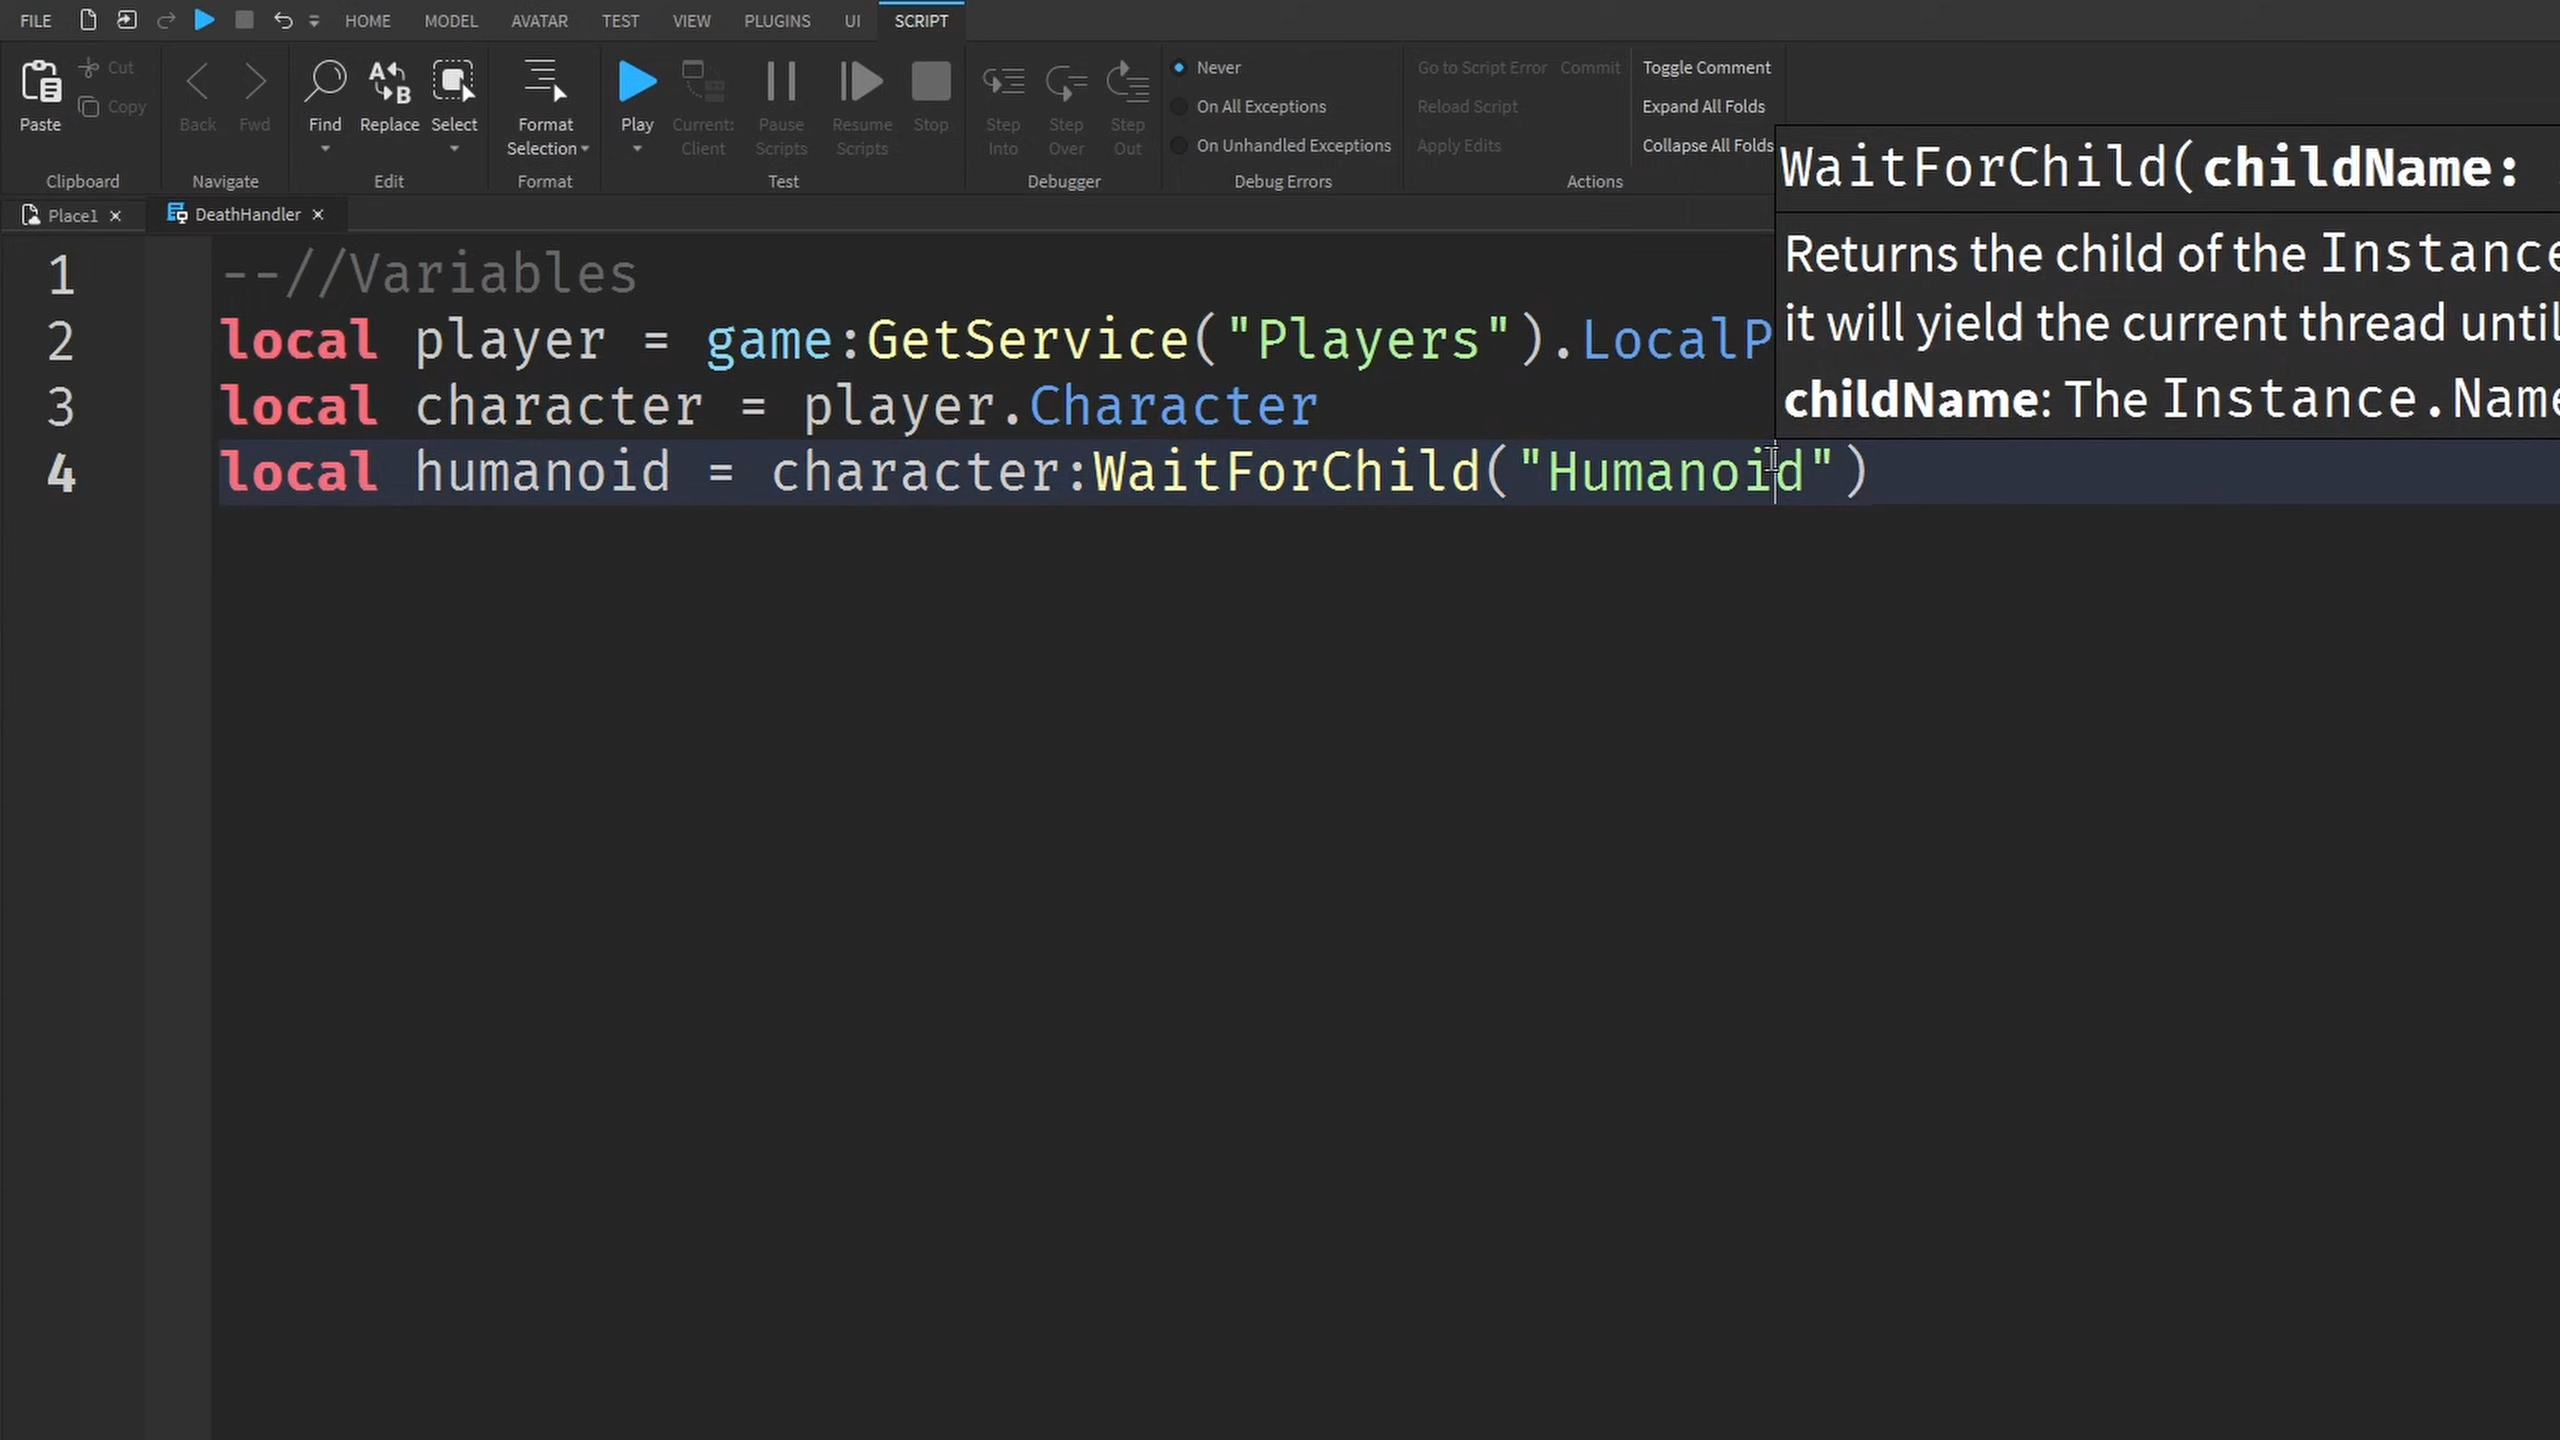 FILE HOME MODEL AVATAR TEST VIEW PLUGINS UI SCRIPT
Paste
Cut
Copy
Clipboard
Back Fwd
Navigate
Find Replace Select
Edit
Format
Selection
Format
Play
Current:
Client
Pause
Scripts
Resume
Scripts
Stop
Test
Step
Into
Step
Over
Step
Out
Debugger
Never
On All Exceptions
On Unhandled Exceptions
Debug Errors
Go to Script Error Commit
Reload Script
Apply Edits
Toggle Comment
Expand All Folds
Collapse All Folds
Actions
Place1 DeathHandler
WaitForChild(childName:
Returns the child of the Instance
it will yield the current thread until
childName: The Instance.Name
1 --//Variables
2 local player = game:GetService("Players").LocalP
3 local character = player.Character
4 local humanoid = character:WaitForChild("Humanoid")